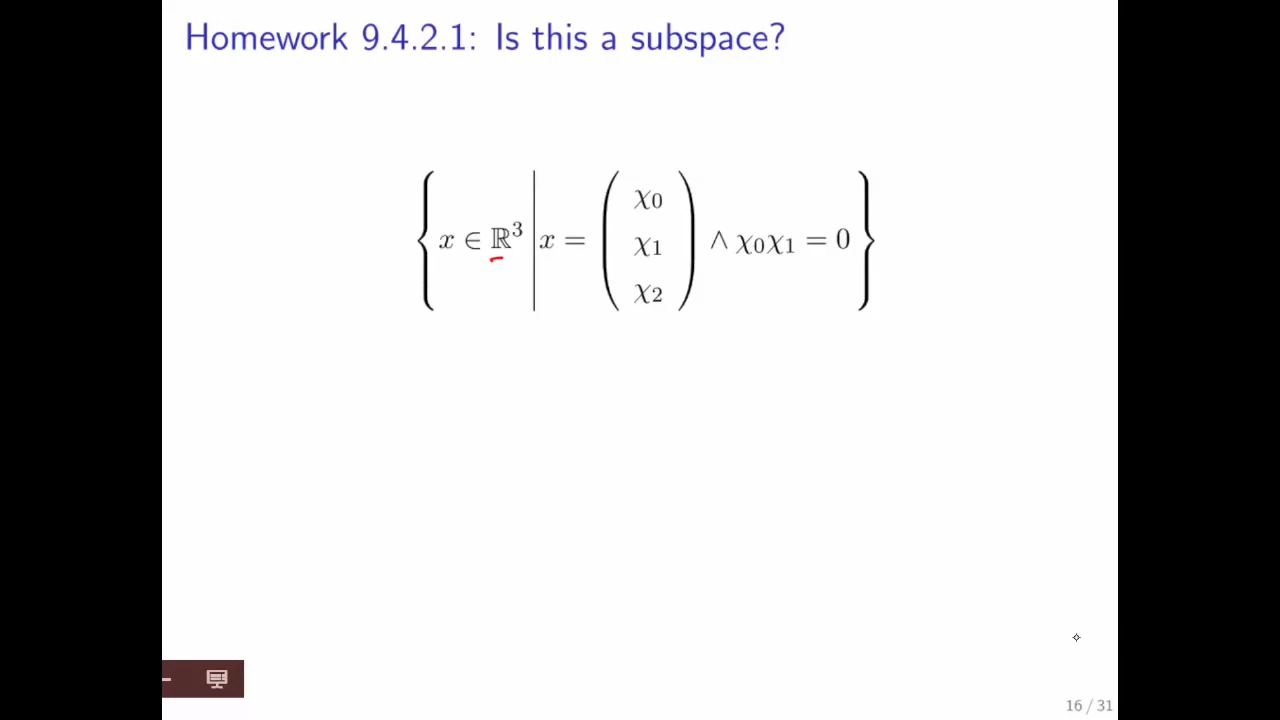 Homework 9.4.2.1: Is this a subspace?
{ x ∈ ℝ³ | x = ( χ₀ χ₁ χ₂ ) ∧ χ₀χ₁ = 0 }
16 / 31